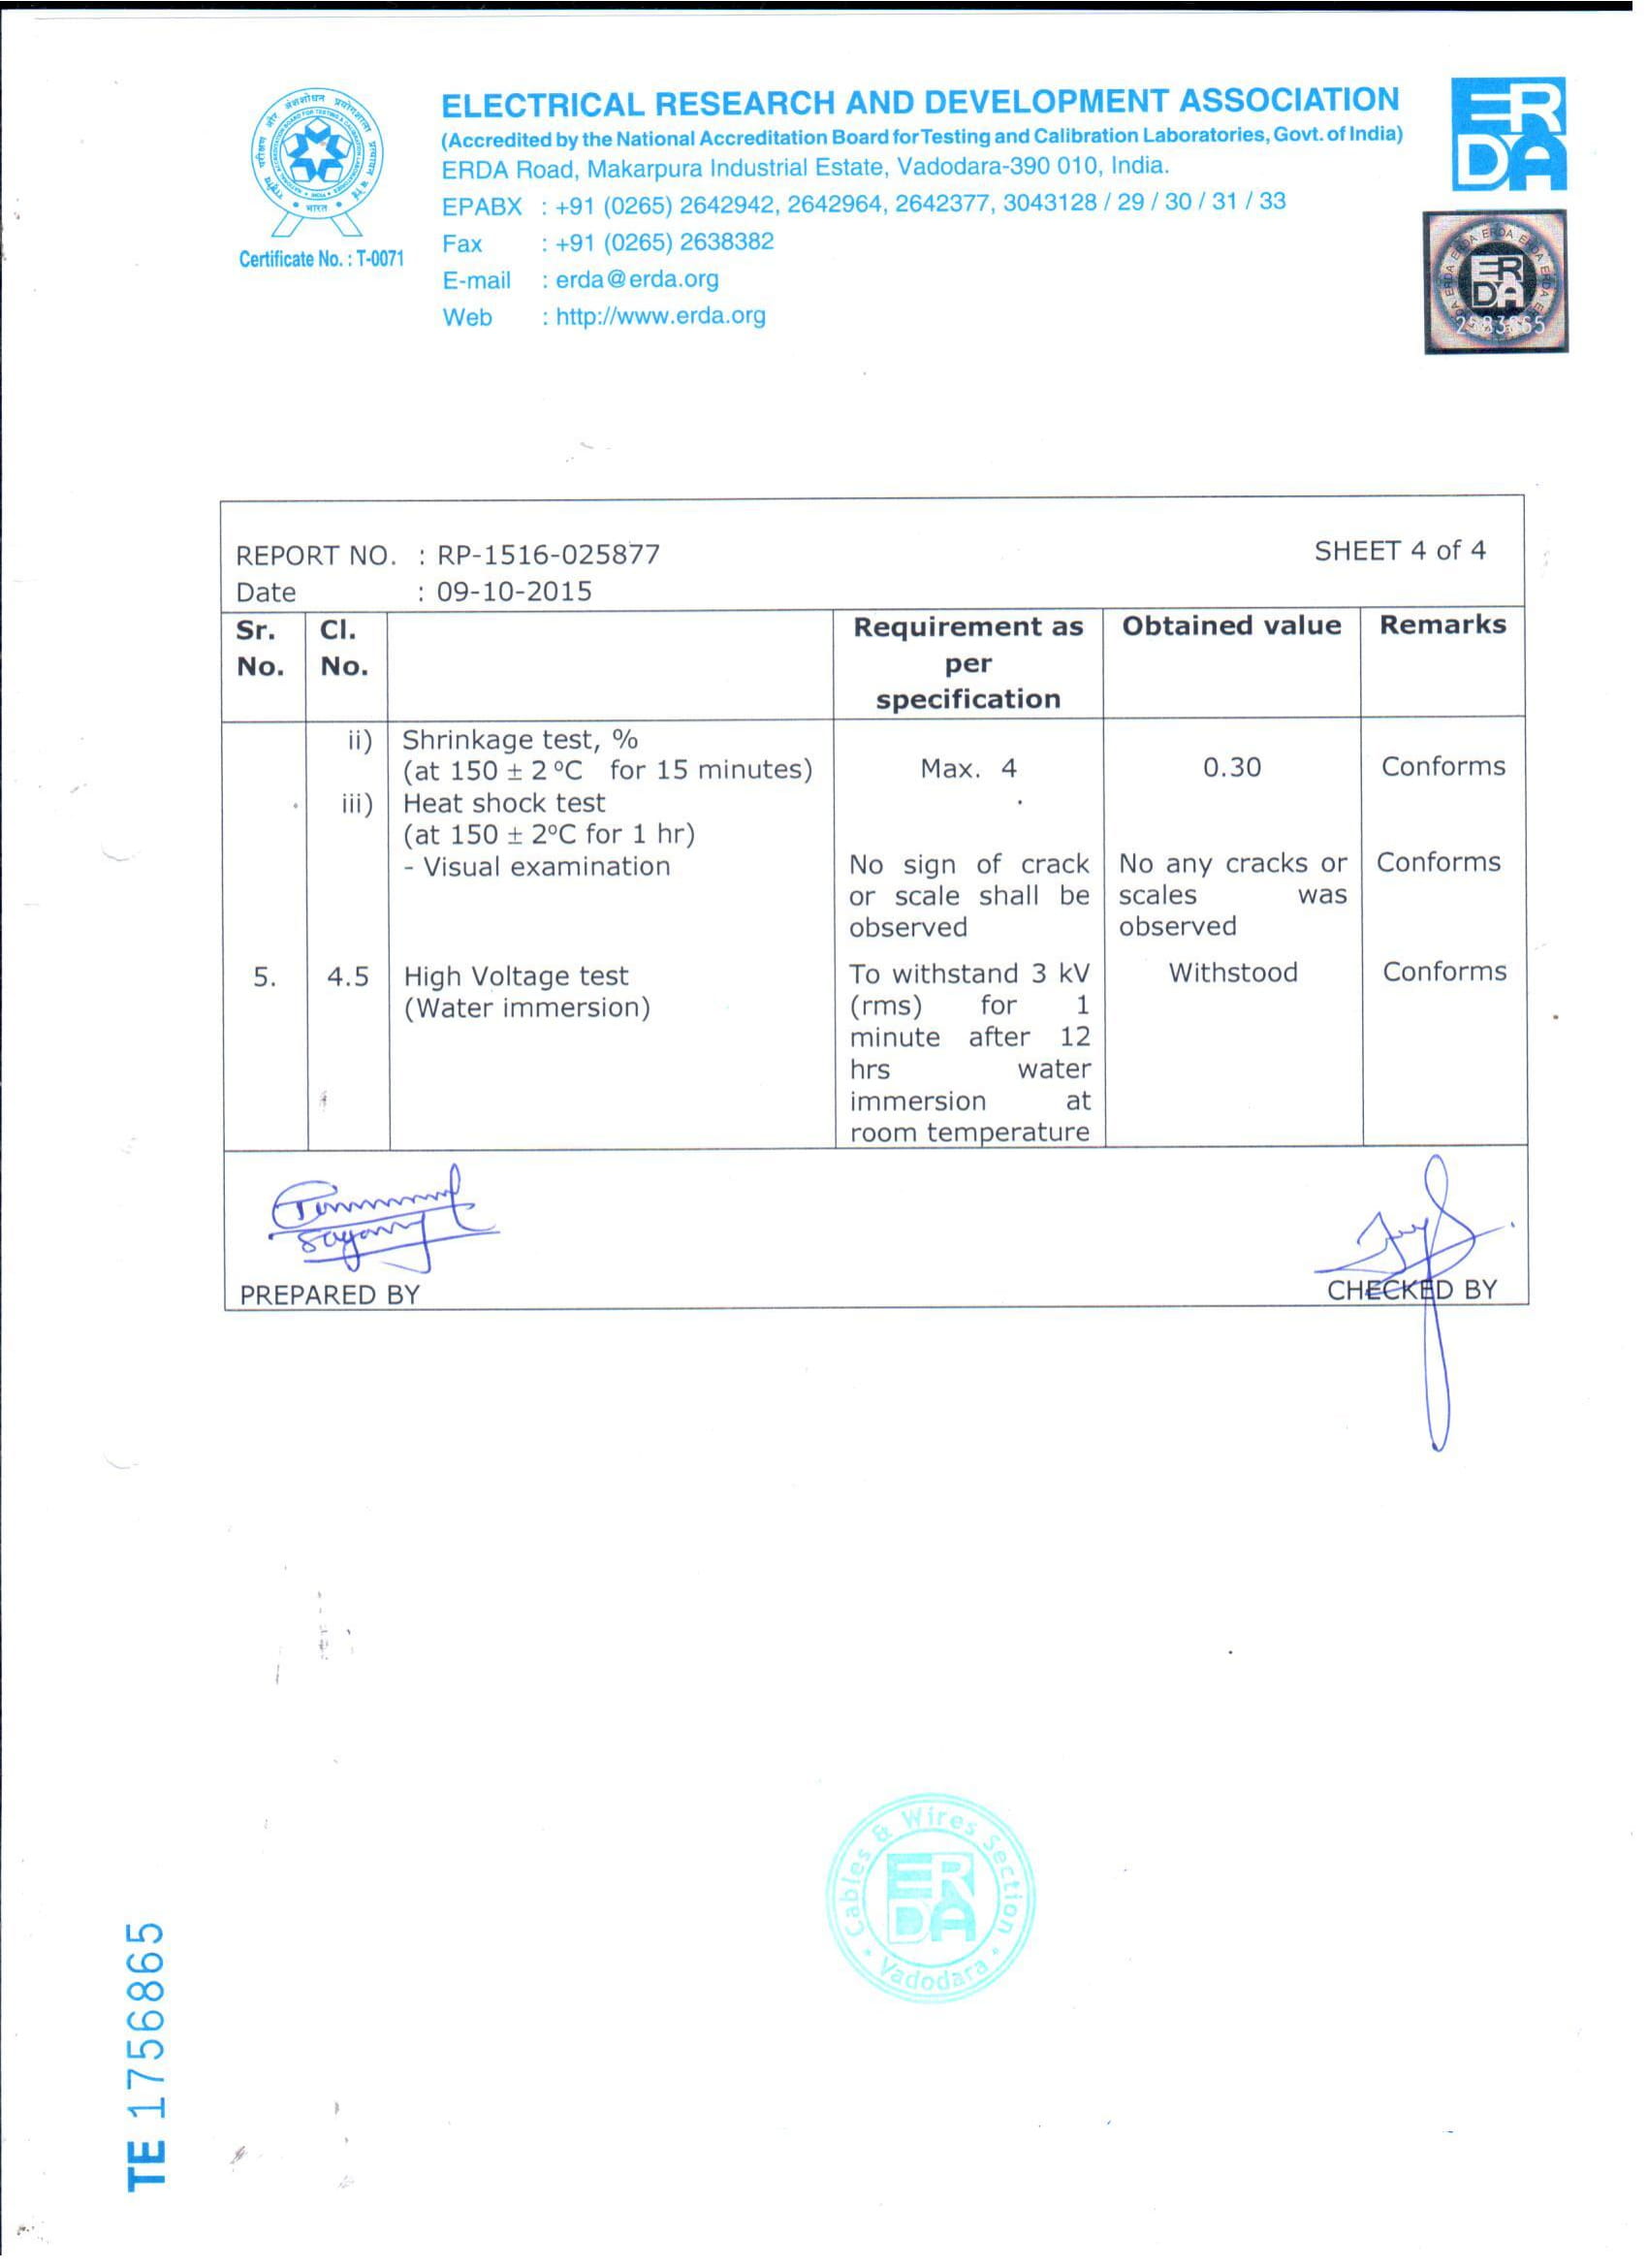 ELECTRICAL RESEARCH AND DEVELOPMENT ASSOCIATION
(Accredited by the National Accreditation Board for Testing and Calibration Laboratories, Govt. of India)
ERDA Road, Makarpura Industrial Estate, Vadodara-390 010, India.
EPABX : +91 (0265) 2642942, 2642964, 2642377, 3043128 / 29 / 30 / 31 / 33
Fax : +91 (0265) 2638382
E-mail : erda@erda.org
Web : http://www.erda.org
Certificate No. : T-0071
ERDA
ERDA
REPORT NO. : RP-1516-025877 SHEET 4 of 4
Date : 09-10-2015
Sr. No. Cl. No. Requirement as per specification Obtained value Remarks
ii) Shrinkage test, %
(at 150 ± 2 °C for 15 minutes) Max. 4 0.30 Conforms
iii) Heat shock test
(at 150 ± 2°C for 1 hr)
- Visual examination No sign of crack No any cracks or Conforms
or scale shall be scales was
observed observed
5. 4.5 High Voltage test To withstand 3 kV Withstood Conforms
(Water immersion) (rms) for 1
minute after 12
hrs water
immersion at
room temperature
PREPARED BY CHECKED BY
Cables & Wires Section
ERDA
Vadodara
TE 1756865